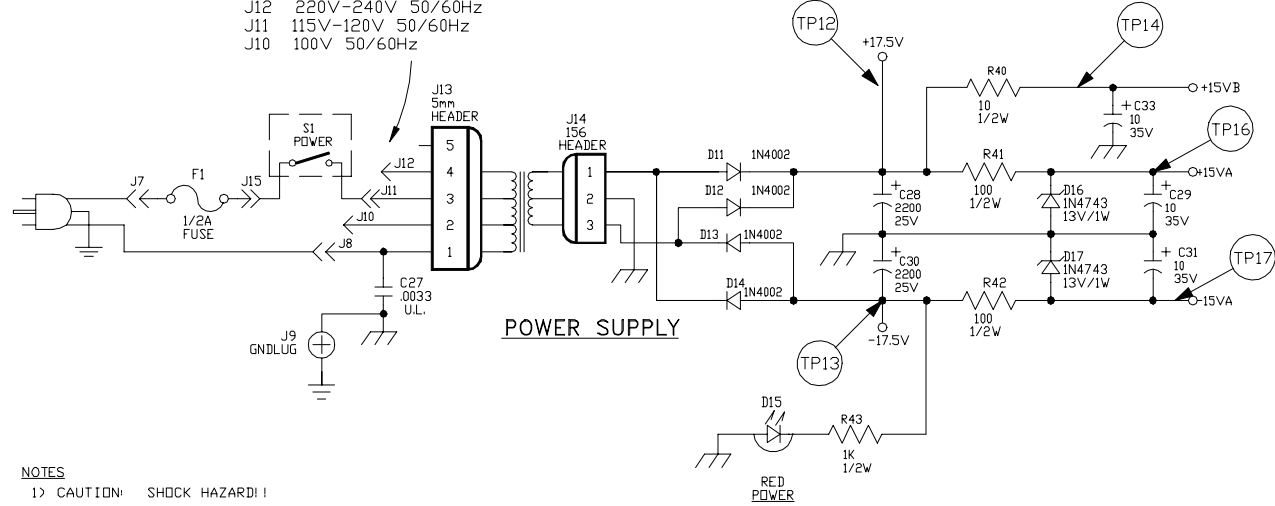 J12 220V-240V 50/60Hz
J11 115V-120V 50/60Hz
J10 100V 50/60Hz
J13
5mm
HEADER
J14
156
HEADER
S1
POWER
J7
F1
1/2A
FUSE
J15
J12
J11
J10
J8
5
4
3
2
1
1
2
3
C27
.0033
U.L.
J9
GNDLUG
POWER SUPPLY
TP12
+17.5V
TP14
R40
10
1/2W
+15VB
+
C33
10
35V
TP16
D11
1N4002
D12
1N4002
D13
1N4002
D14
1N4002
R41
100
1/2W
+15VA
+
C28
2200
25V
D16
1N4743
13V/1W
+
C29
10
35V
+
C30
2200
25V
D17
1N4743
13V/1W
+
C31
10
35V
TP17
R42
100
1/2W
-15VA
-17.5V
TP13
D15
R43
1K
1/2W
RED
POWER
NOTES
1) CAUTION: SHOCK HAZARD!!